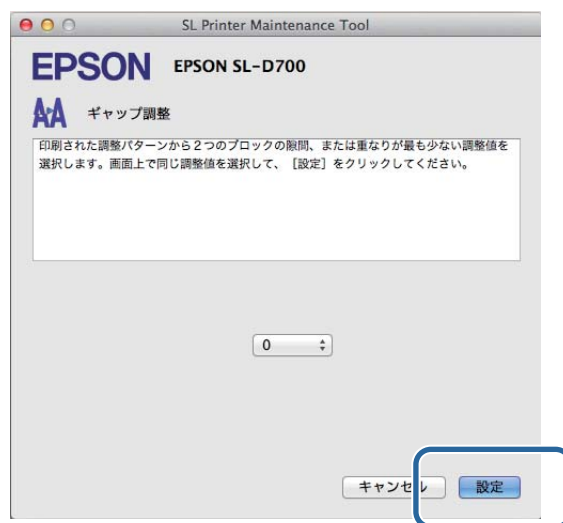 SL Printer Maintenance Tool
EPSON EPSON SL-D700
ギャップ調整
印刷された調整パターンから2つのブロックの隙間、または重なりが最も少ない調整値を
選択します。画面上で同じ調整値を選択して、［設定］をクリックしてください。
0
キャンセル 設定